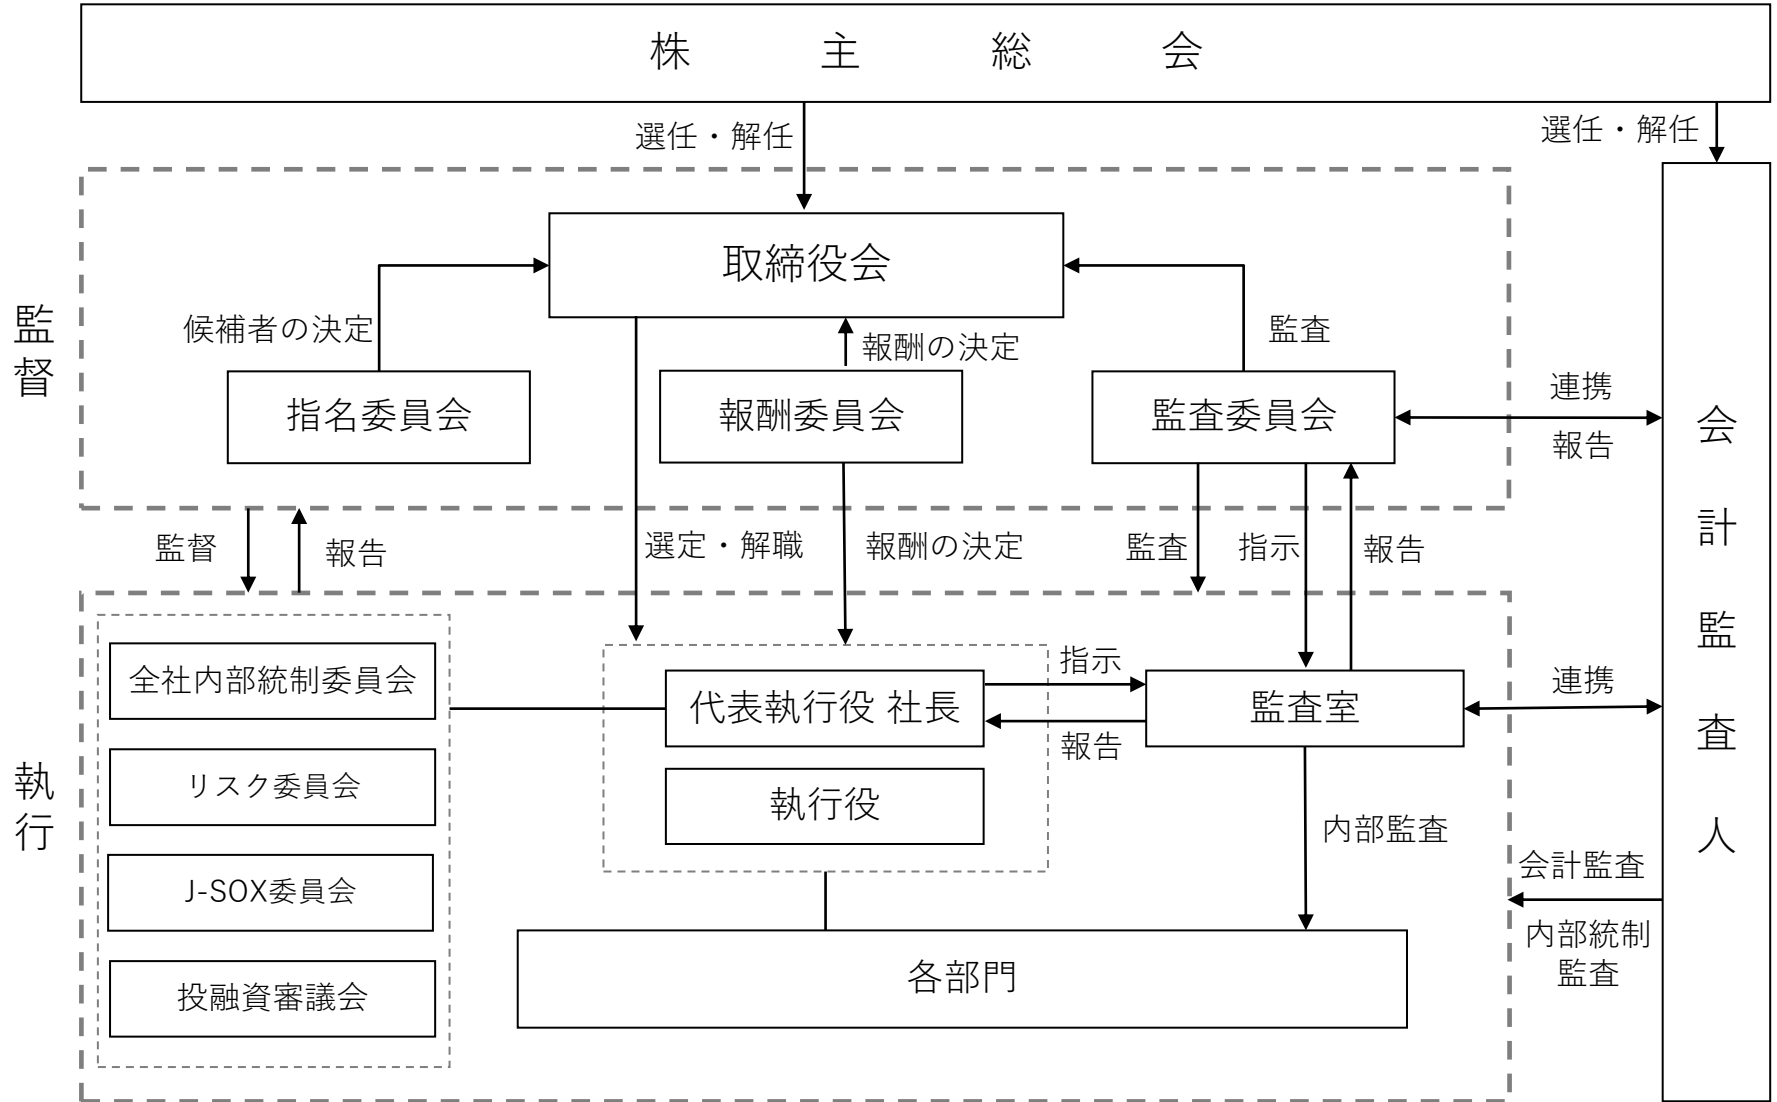 株主総会
選任・解任
選任・解任
監督
取締役会
候補者の決定
報酬の決定
監査
指名委員会
報酬委員会
監査委員会
連携
報告
会計監査人
監督
報告
選定・解職
報酬の決定
監査
指示
報告
執行
全社内部統制委員会
リスク委員会
J-SOX委員会
投融資審議会
代表執行役 社長
執行役
指示
報告
監査室
連携
内部監査
会計監査
内部統制
監査
各部門